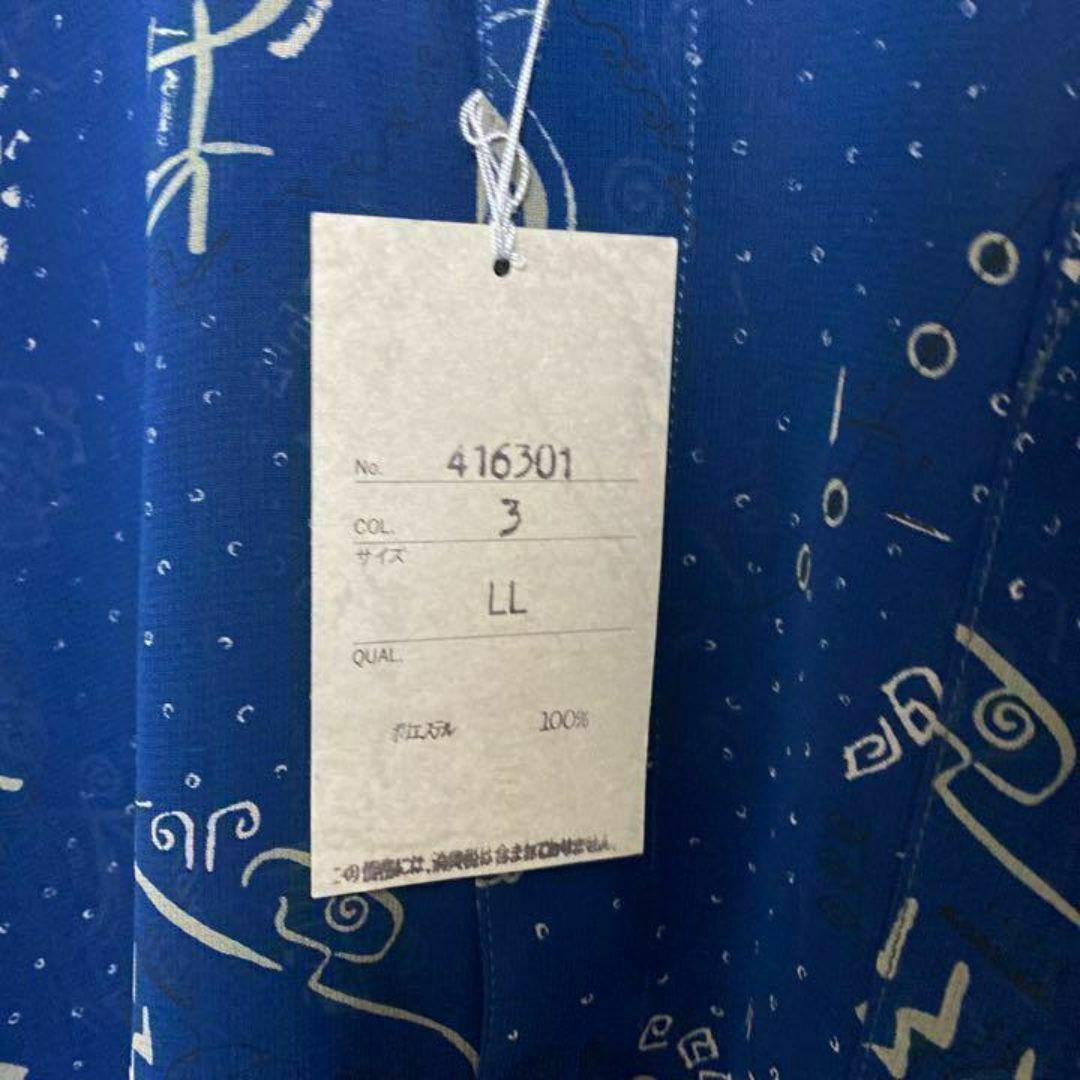 No. 416301
COL. 3
サイズ
LL
QUAL.
ポリエステル 100%
この価格には、消費税は含まれておりません。